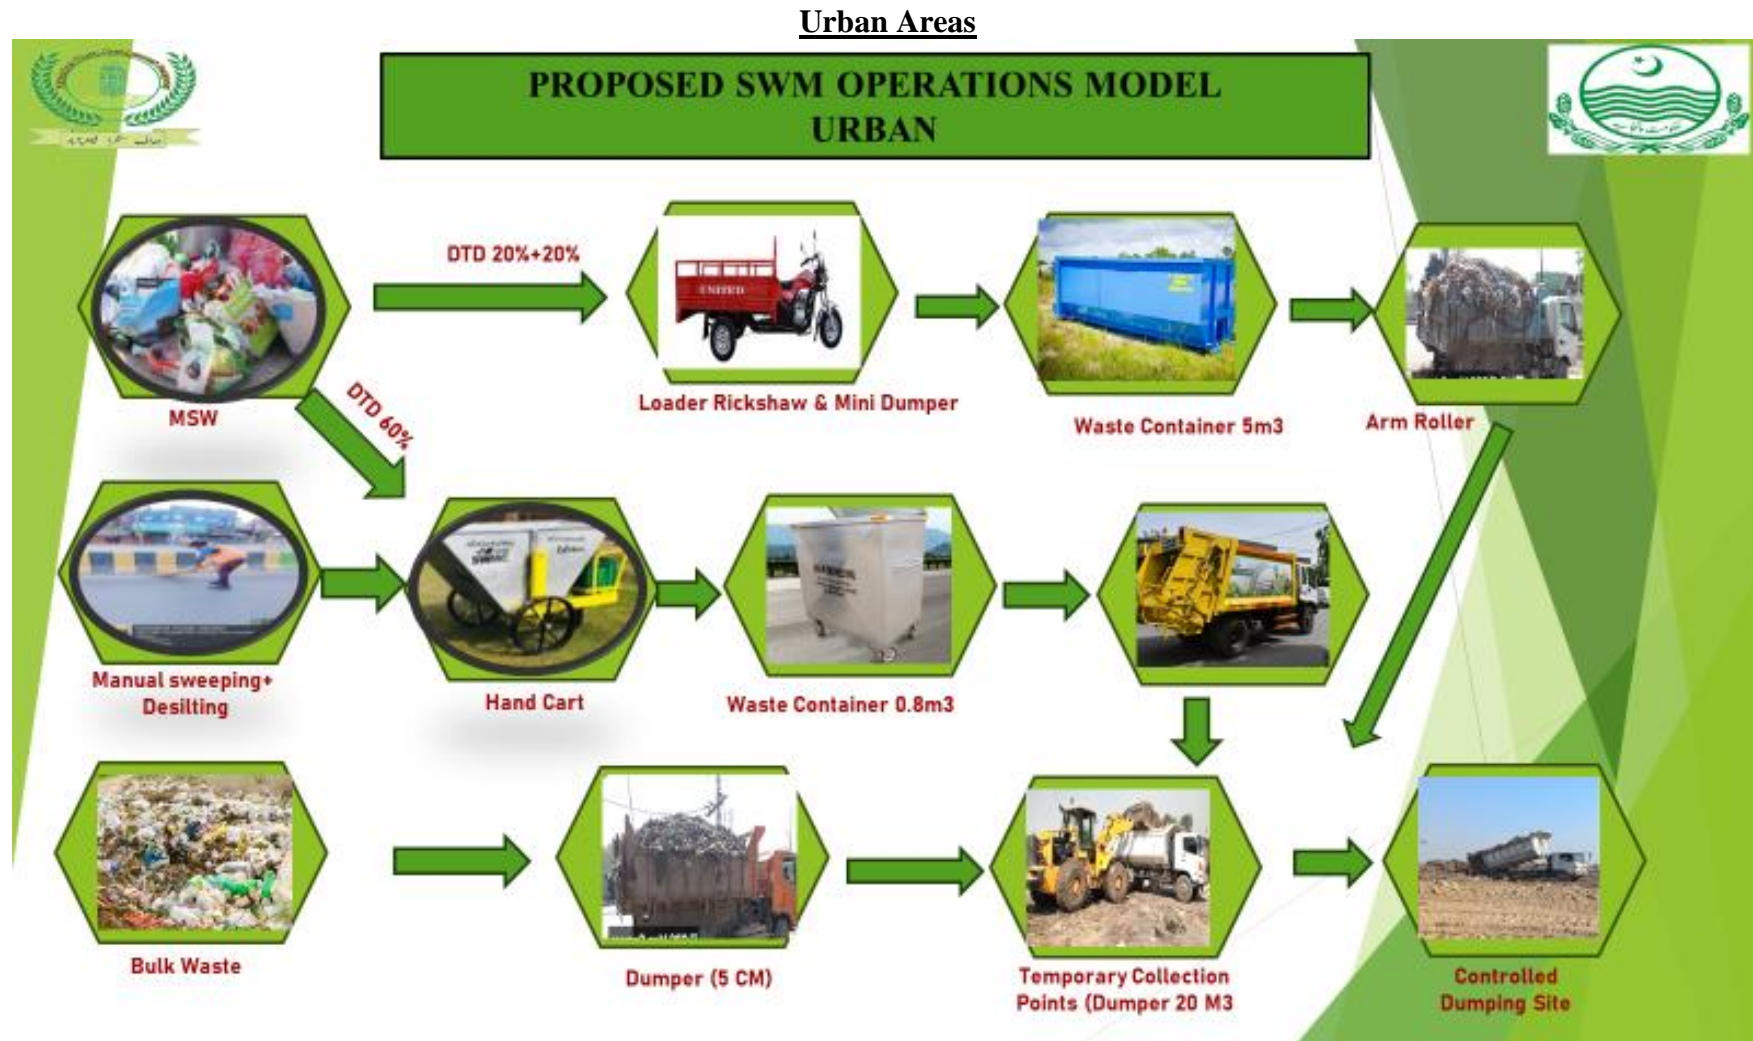 Urban Areas
PROPOSED SWM OPERATIONS MODEL
URBAN
DTD 20%+20%
UNITED
MSW
DTD 60%
Loader Rickshaw & Mini Dumper
Waste Container 5m3
Arm Roller
Manual sweeping+
Desilting
Hand Cart
Waste Container 0.8m3
Bulk Waste
Dumper (5 CM)
Temporary Collection
Points (Dumper 20 M3
Controlled
Dumping Site